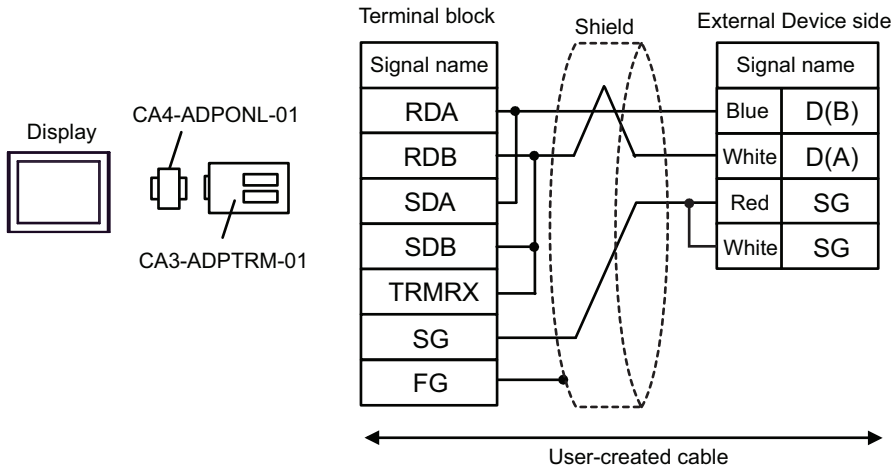 Terminal block
Shield
External Device side
Signal name
Signal name
RDA
Blue
D(B)
Display
CA4-ADPONL-01
CA3-ADPTRM-01
RDB
White
D(A)
SDA
Red
SG
SDB
White
SG
TRMRX
SG
FG
User-created cable